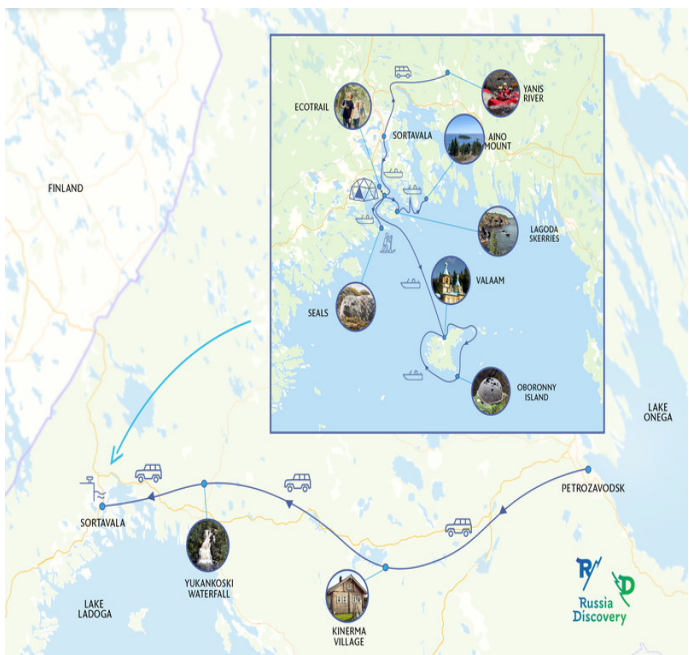 FINLAND
ECOTRAIL
YANIS
RIVER
SORTAVALA
AINO
MOUNT
LAGODA
SKERRIES
VALAAM
SEALS
OBORONNY
ISLAND
LAKE
ONEGA
PETROZAVODSK
SORTAVALA
YUKANKOSKI
WATERFALL
LAKE
LADOGA
KINERMA
VILLAGE
R D
Russia
Discovery